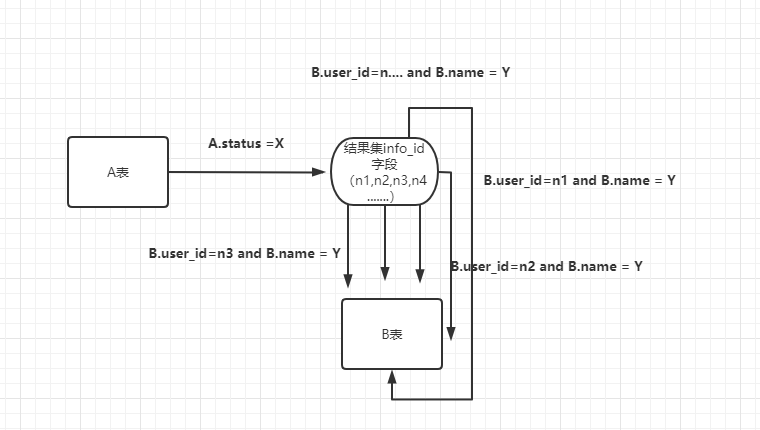 B.user_id=n.... and B.name = Y
A.status =X
A表
结果集info_id
字段
（n1,n2,n3,n4
.......）
B.user_id=n1 and B.name = Y
B.user_id=n3 and B.name = Y
B.user_id=n2 and B.name = Y
B表